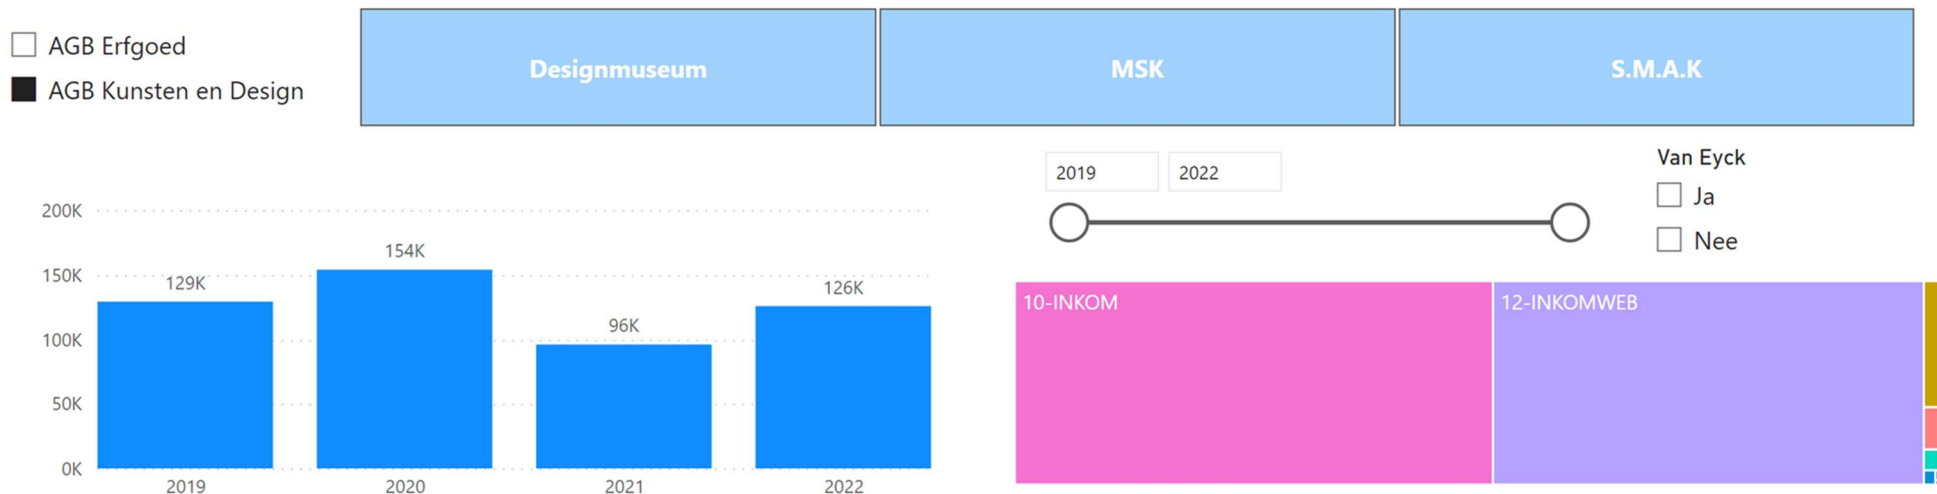 AGB Erfgoed
AGB Kunsten en Design
Designmuseum
MSK
S.M.A.K
2019
2022
Van Eyck
Ja
Nee
200K
150K
100K
50K
0K
129K
154K
96K
126K
2019
2020
2021
2022
10-INKOM
12-INKOMWEB